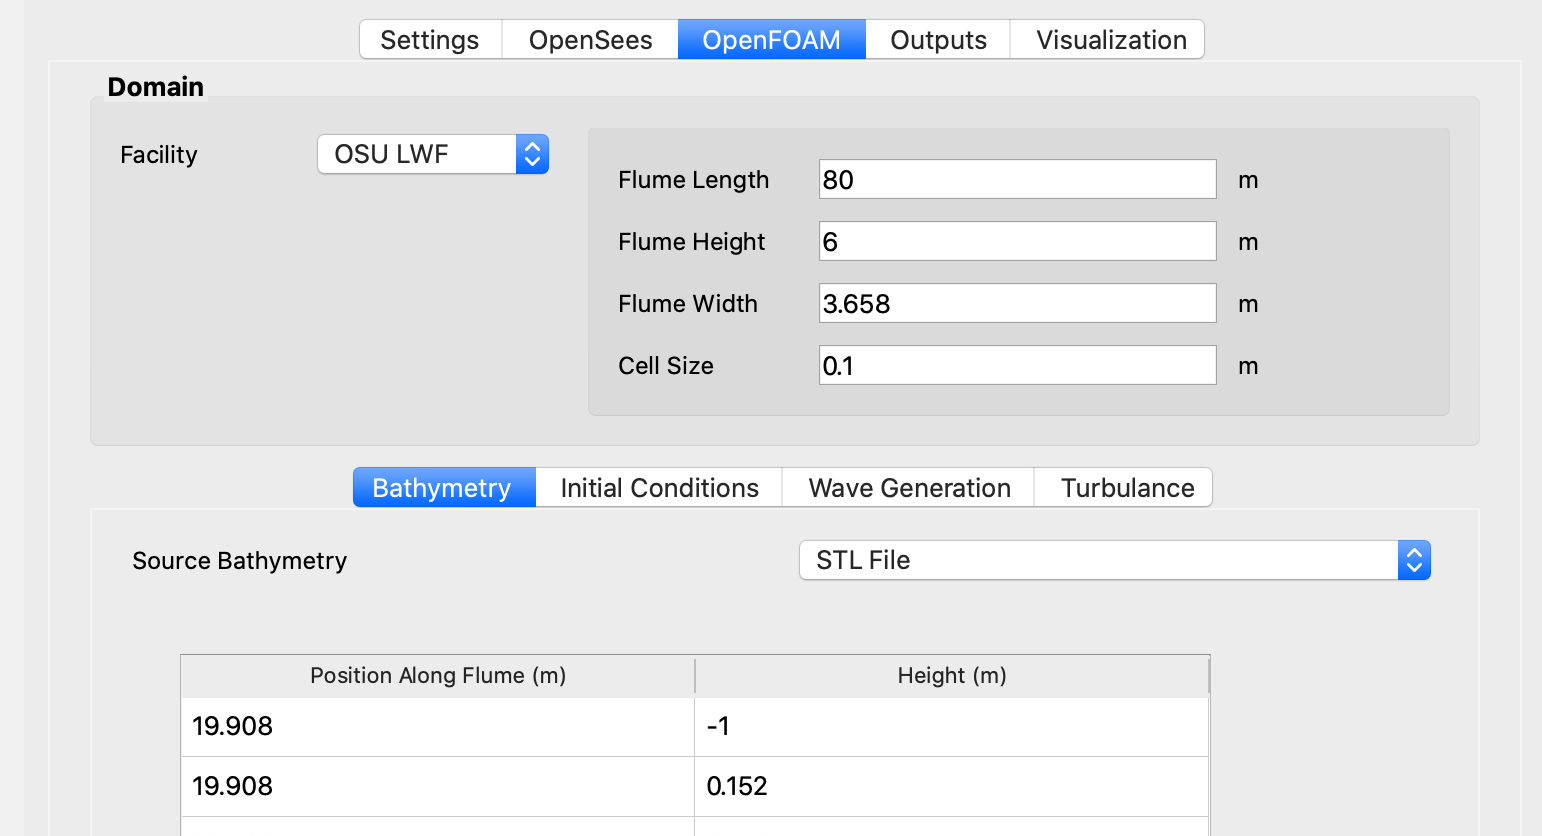 Settings OpenSees OpenFOAM Outputs Visualization
Domain
Facility OSU LWF
Flume Length 80 m
Flume Height 6 m
Flume Width 3.658 m
Cell Size 0.1 m
Bathymetry Initial Conditions Wave Generation Turbulance
Source Bathymetry STL File
Position Along Flume (m) Height (m)
19.908 -1
19.908 0.152